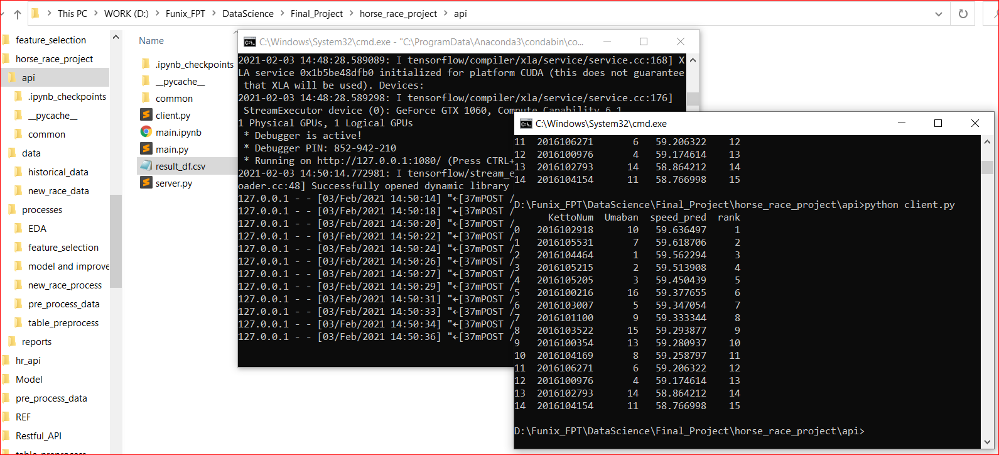 This PC > WORK (D:) > Funix_FPT > DataScience > Final_Project > horse_race_project > api
feature_selection
horse_race_project
api
.ipynb_checkpoints
__pycache__
common
data
historical_data
new_race_data
processes
EDA
feature_selection
model and improve
new_race_process
pre_process_data
table_preprocess
reports
hr_api
Model
pre_process_data
REF
Restful_API
table_preprocess
Name
.ipynb_checkpoints
__pycache__
common
client.py
main.ipynb
main.py
result_df.csv
server.py
C:\Windows\System32\cmd.exe - "C:\ProgramData\Anaconda3\condabin\co...
2021-02-03 14:48:28.589089: I tensorflow/compiler/xla/service/service.cc:168] X
LA service 0x1b5be48dfb0 initialized for platform CUDA (this does not guarantee
that XLA will be used). Devices:
2021-02-03 14:48:28.589298: I tensorflow/compiler/xla/service/service.cc:176]
StreamExecutor device (0): GeForce GTX 1060, Compute Capability 6.1
1 Physical GPUs, 1 Logical GPUs
* Debugger is active!
* Debugger PIN: 852-942-210
* Running on http://127.0.0.1:1080/ (Press CTRL+
2021-02-03 14:50:14.772981: I tensorflow/stream_e
oader.cc:48] Successfully opened dynamic library
127.0.0.1 - - [03/Feb/2021 14:50:14] "←[37mPOST /
127.0.0.1 - - [03/Feb/2021 14:50:18] "←[37mPOST /
127.0.0.1 - - [03/Feb/2021 14:50:20] "←[37mPOST /
127.0.0.1 - - [03/Feb/2021 14:50:22] "←[37mPOST /
127.0.0.1 - - [03/Feb/2021 14:50:24] "←[37mPOST /
127.0.0.1 - - [03/Feb/2021 14:50:26] "←[37mPOST /
127.0.0.1 - - [03/Feb/2021 14:50:27] "←[37mPOST /
127.0.0.1 - - [03/Feb/2021 14:50:29] "←[37mPOST /
127.0.0.1 - - [03/Feb/2021 14:50:31] "←[37mPOST /
127.0.0.1 - - [03/Feb/2021 14:50:33] "←[37mPOST /
127.0.0.1 - - [03/Feb/2021 14:50:34] "←[37mPOST /
127.0.0.1 - - [03/Feb/2021 14:50:36] "←[37mPOST /
C:\Windows\System32\cmd.exe
11 2016106271 6 59.206322 12
12 2016100976 4 59.174614 13
13 2016102793 14 58.864212 14
14 2016104154 11 58.766998 15
D:\Funix_FPT\DataScience\Final_Project\horse_race_project\api>python client.py
KettoNum Umaban speed_pred rank
0 2016102918 10 59.636497 1
1 2016105531 7 59.618706 2
2 2016104464 1 59.562294 3
3 2016105215 2 59.513908 4
4 2016105205 3 59.450439 5
5 2016100216 16 59.377655 6
6 2016103007 5 59.347054 7
7 2016101100 9 59.333344 8
8 2016103522 15 59.293877 9
9 2016100354 13 59.280937 10
10 2016104169 8 59.258797 11
11 2016106271 6 59.206322 12
12 2016100976 4 59.174614 13
13 2016102793 14 58.864212 14
14 2016104154 11 58.766998 15
D:\Funix_FPT\DataScience\Final_Project\horse_race_project\api>